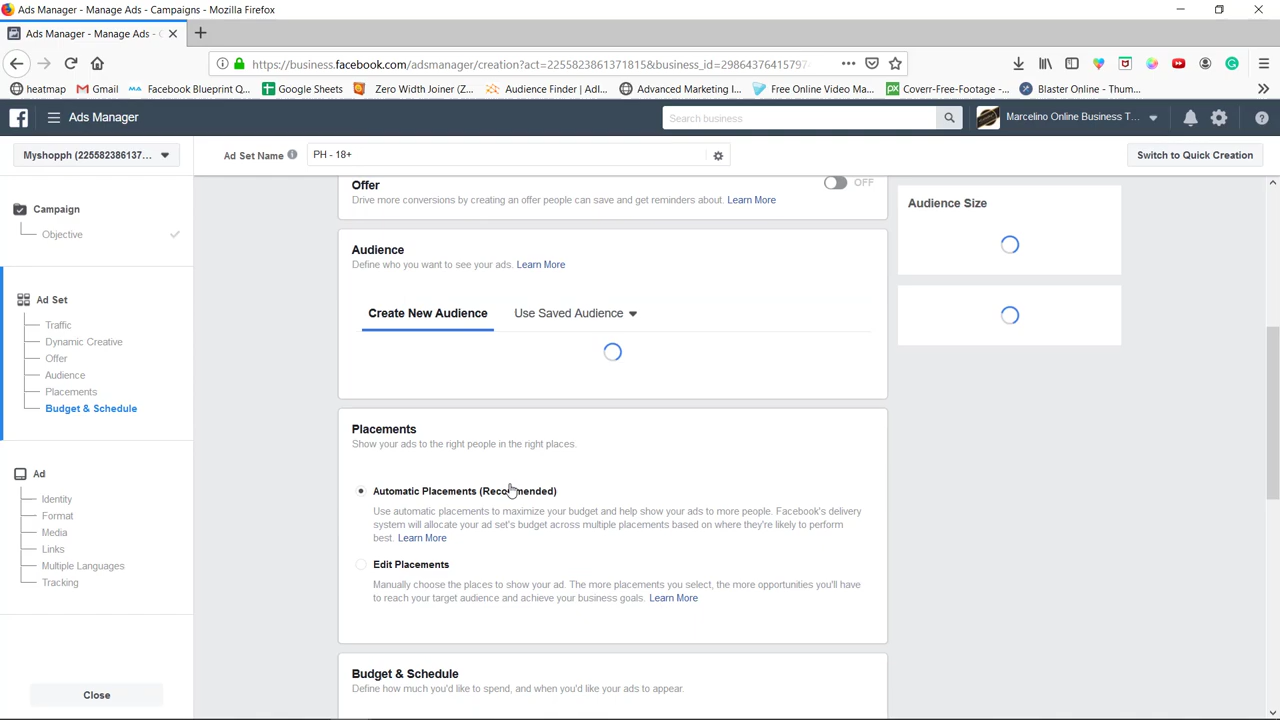 Ads Manager - Manage Ads - Campaigns - Mozilla Firefox
Ads Manager - Manage Ads - C
https://business.facebook.com/adsmanager/creation?act=2255823861371815&business_id=29864376415797
heatmap
Gmail
Facebook Blueprint Q...
Google Sheets
Zero Width Joiner (Z...
Audience Finder | Adl...
Advanced Marketing I...
Free Online Video Ma...
Coverr-Free-Footage -...
Blaster Online - Thum...
Ads Manager
Search business
Marcelino Online Business T...
Myshopph (225582386137...
Ad Set Name
PH - 18+
Switch to Quick Creation
Campaign
Objective
Ad Set
Traffic
Dynamic Creative
Offer
Audience
Placements
Budget & Schedule
Ad
Identity
Format
Media
Links
Multiple Languages
Tracking
Close
Offer
OFF
Drive more conversions by creating an offer people can save and get reminders about. Learn More
Audience
Define who you want to see your ads. Learn More
Create New Audience
Use Saved Audience
Placements
Show your ads to the right people in the right places.
Automatic Placements (Recommended)
Use automatic placements to maximize your budget and help show your ads to more people. Facebook's delivery
system will allocate your ad set's budget across multiple placements based on where they're likely to perform
best. Learn More
Edit Placements
Manually choose the places to show your ad. The more placements you select, the more opportunities you'll have
to reach your target audience and achieve your business goals. Learn More
Budget & Schedule
Define how much you'd like to spend, and when you'd like your ads to appear.
Audience Size